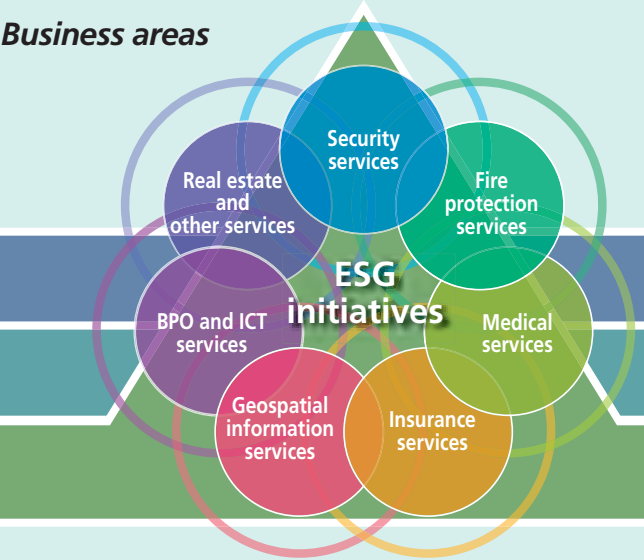 Business areas
Security
services
Real estate
and
other services
Fire
protection
services
ESG
initiatives
BPO and ICT
services
Medical
services
Geospatial
information
services
Insurance
services